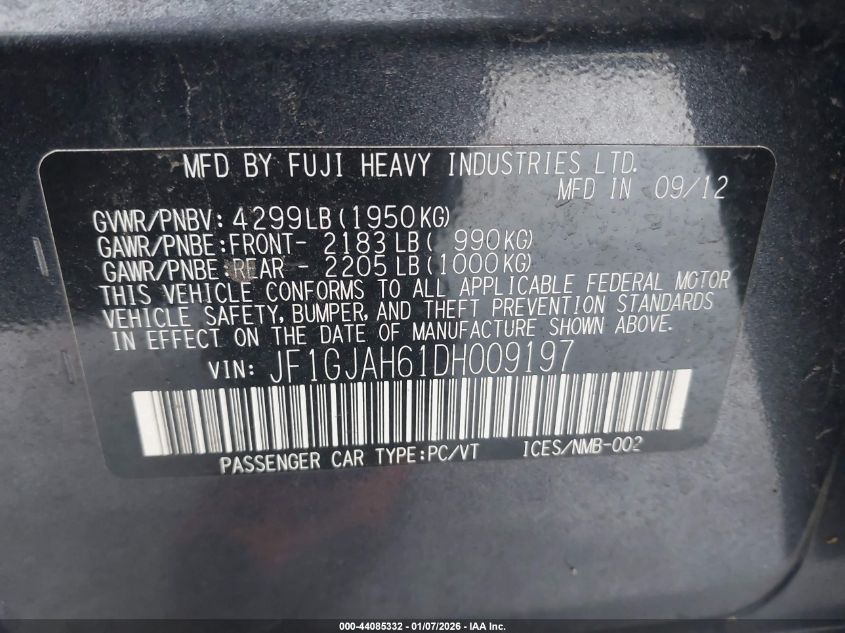 MFD BY FUJI HEAVY INDUSTRIES LTD.
MFD IN 09/12
GVWR/PNBV: 4299LB(1950KG)
GAWR/PNBE:FRONT- 2183LB( 990KG)
GAWR/PNBE:REAR - 2205LB(1000KG)
THIS VEHICLE CONFORMS TO ALL APPLICABLE FEDERAL MOTOR
VEHICLE SAFETY, BUMPER, AND THEFT PREVENTION STANDARDS
IN EFFECT ON THE DATE OF MANUFACTURE SHOWN ABOVE.
VIN: JF1GJAH61DH009197
PASSENGER CAR TYPE:PC/VT ICES/NMB-002
000-44085332 - 01/07/2026 - IAA Inc.